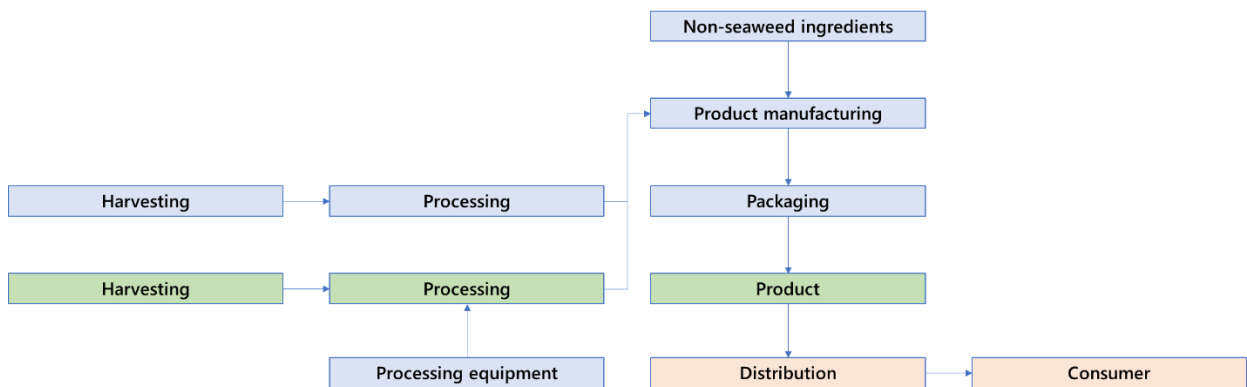 Non-seaweed ingredients
Product manufacturing
Harvesting
Processing
Packaging
Harvesting
Processing
Product
Processing equipment
Distribution
Consumer